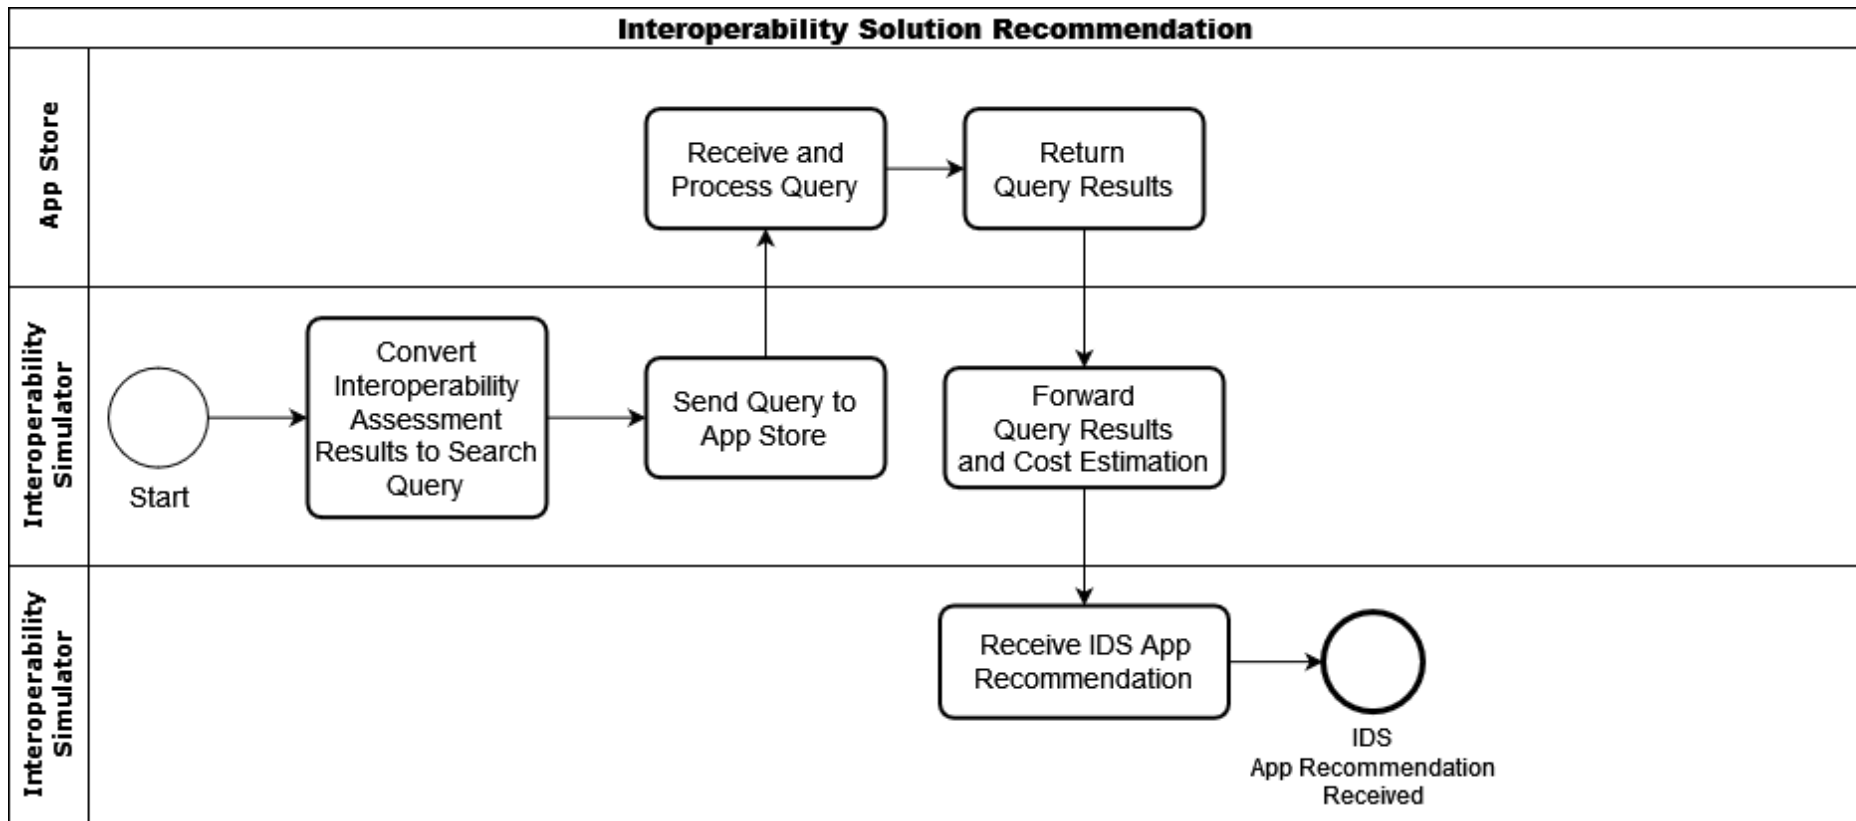 Interoperability Solution Recommendation
App Store
Receive and
Process Query
Return
Query Results
Interoperability
Simulator
Start
Convert
Interoperability
Assessment
Results to Search
Query
Send Query to
App Store
Forward
Query Results
and Cost Estimation
Interoperability
Simulator
Receive IDS App
Recommendation
IDS
App Recommendation
Received